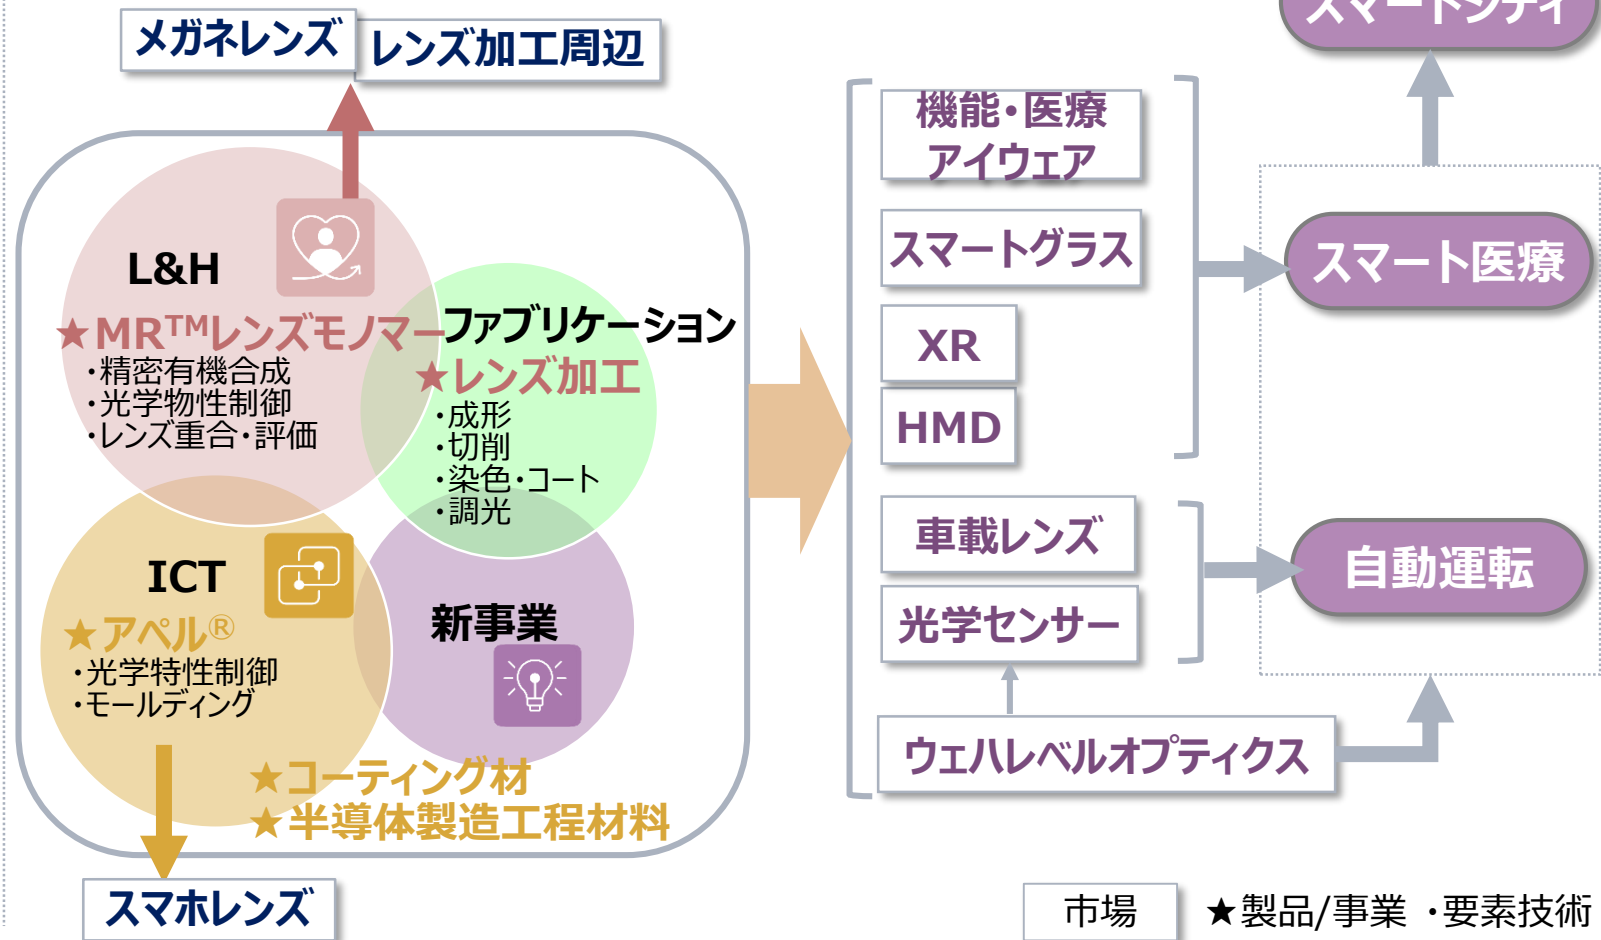 メガネレンズ
レンズ加工周辺
L&H
★MR™レンズモノマー
・精密有機合成
・光学物性制御
・レンズ重合・評価
ファブリケーション
★レンズ加工
・成形
・切削
・染色・コート
・調光
ICT
★アペル®
・光学特性制御
・モールディング
新事業
★コーティング材
★半導体製造工程材料
スマホレンズ
機能・医療
アイウェア
スマートグラス
XR
HMD
車載レンズ
光学センサー
ウェハレベルオプティクス
スマートシティ
スマート医療
自動運転
市場
★製品/事業 ・要素技術